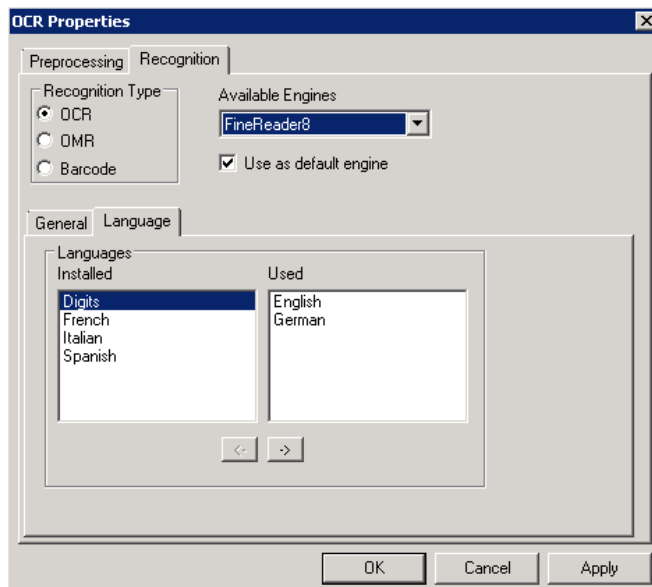 OCR Properties
Preprocessing Recognition
Recognition Type
OCR
OMR
Barcode
Available Engines
FineReader8
Use as default engine
General Language
Languages
Installed
Digits
French
Italian
Spanish
Used
English
German
<-
->
OK Cancel Apply